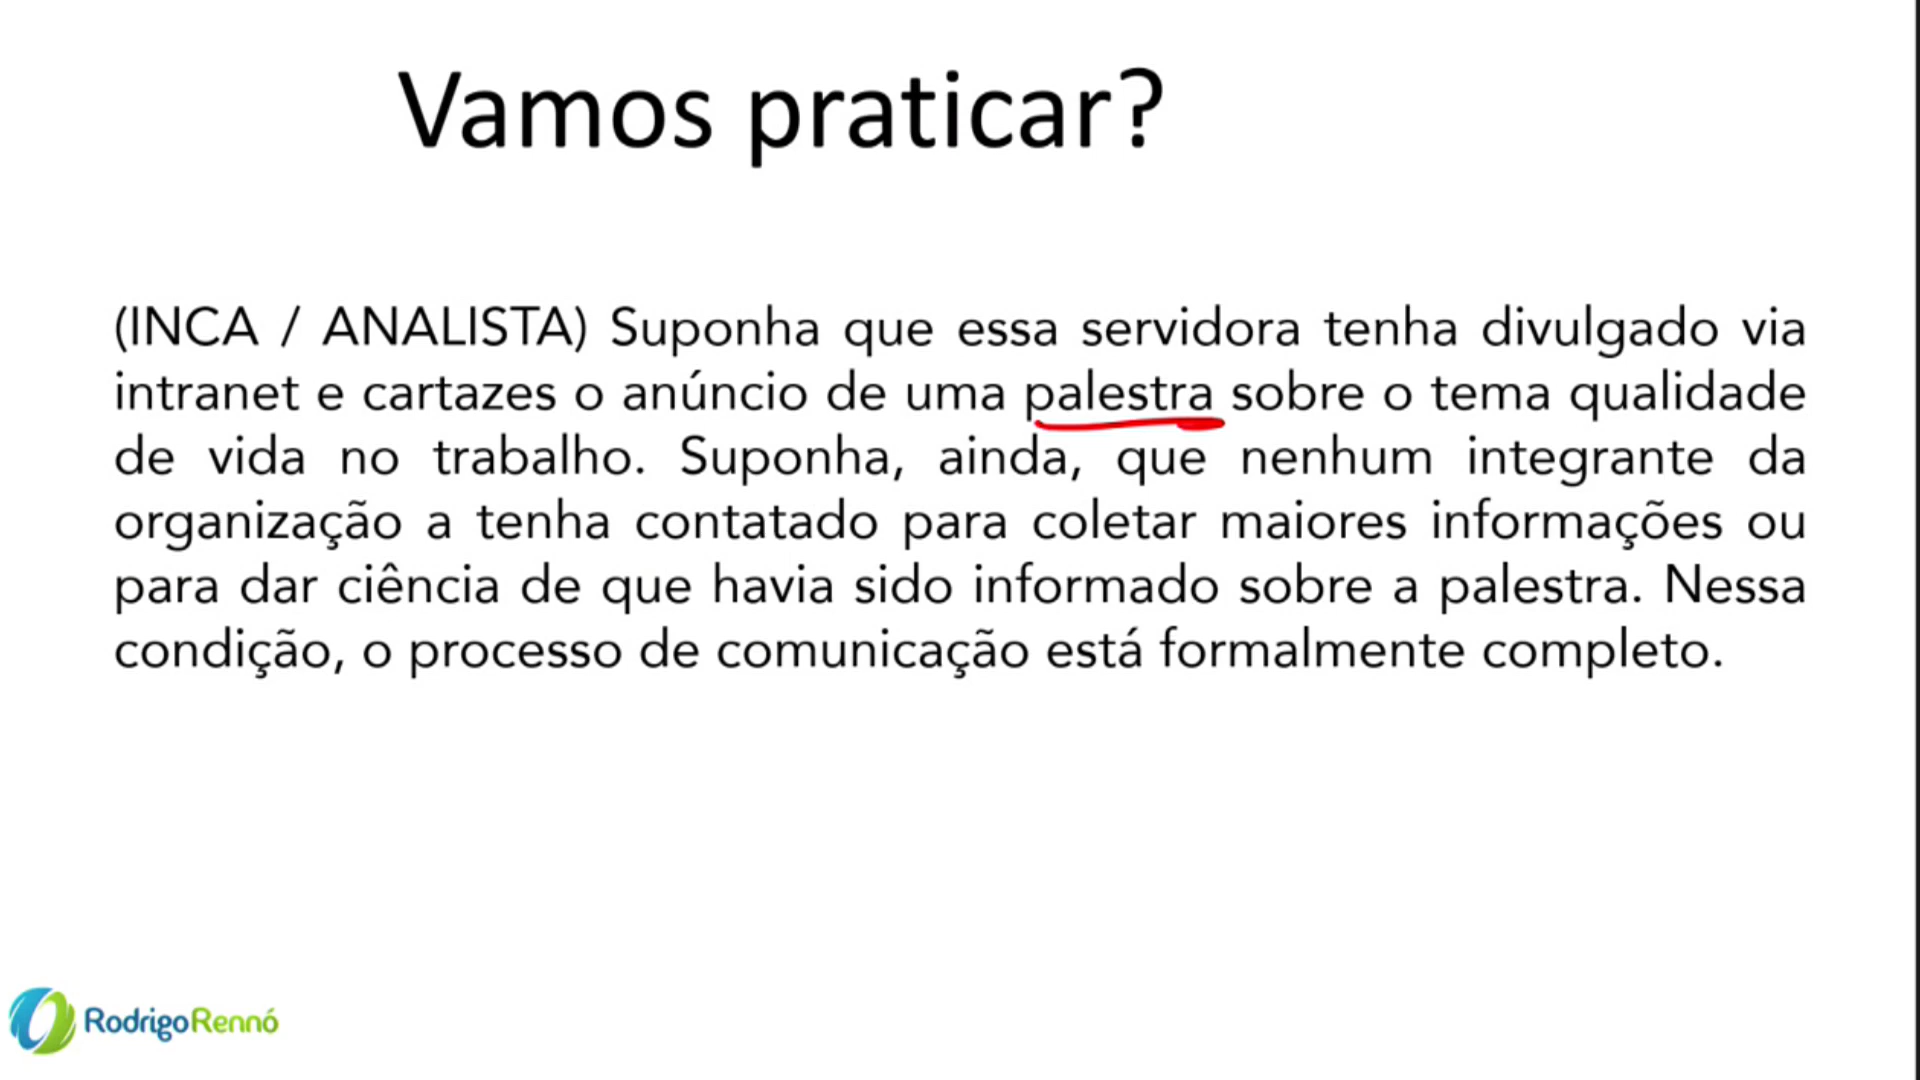 Vamos praticar?
(INCA / ANALISTA) Suponha que essa servidora tenha divulgado via
intranet e cartazes o anúncio de uma palestra sobre o tema qualidade
de vida no trabalho. Suponha, ainda, que nenhum integrante da
organização a tenha contatado para coletar maiores informações ou
para dar ciência de que havia sido informado sobre a palestra. Nessa
condição, o processo de comunicação está formalmente completo.
RodrigoRennó